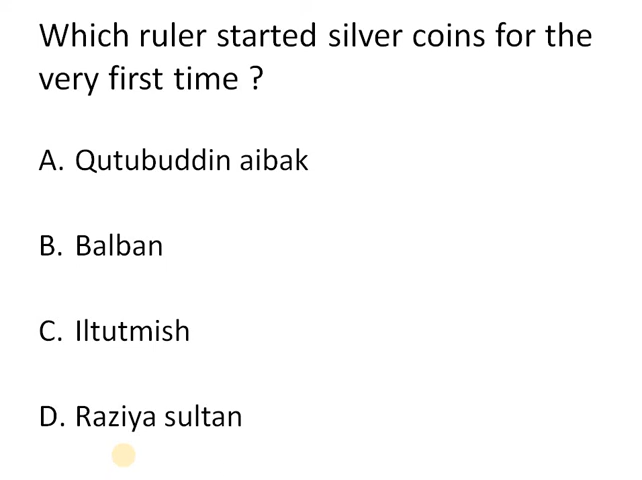 Which ruler started silver coins for the
very first time ?
A. Qutubuddin aibak
B. Balban
C. Iltutmish
D. Raziya sultan